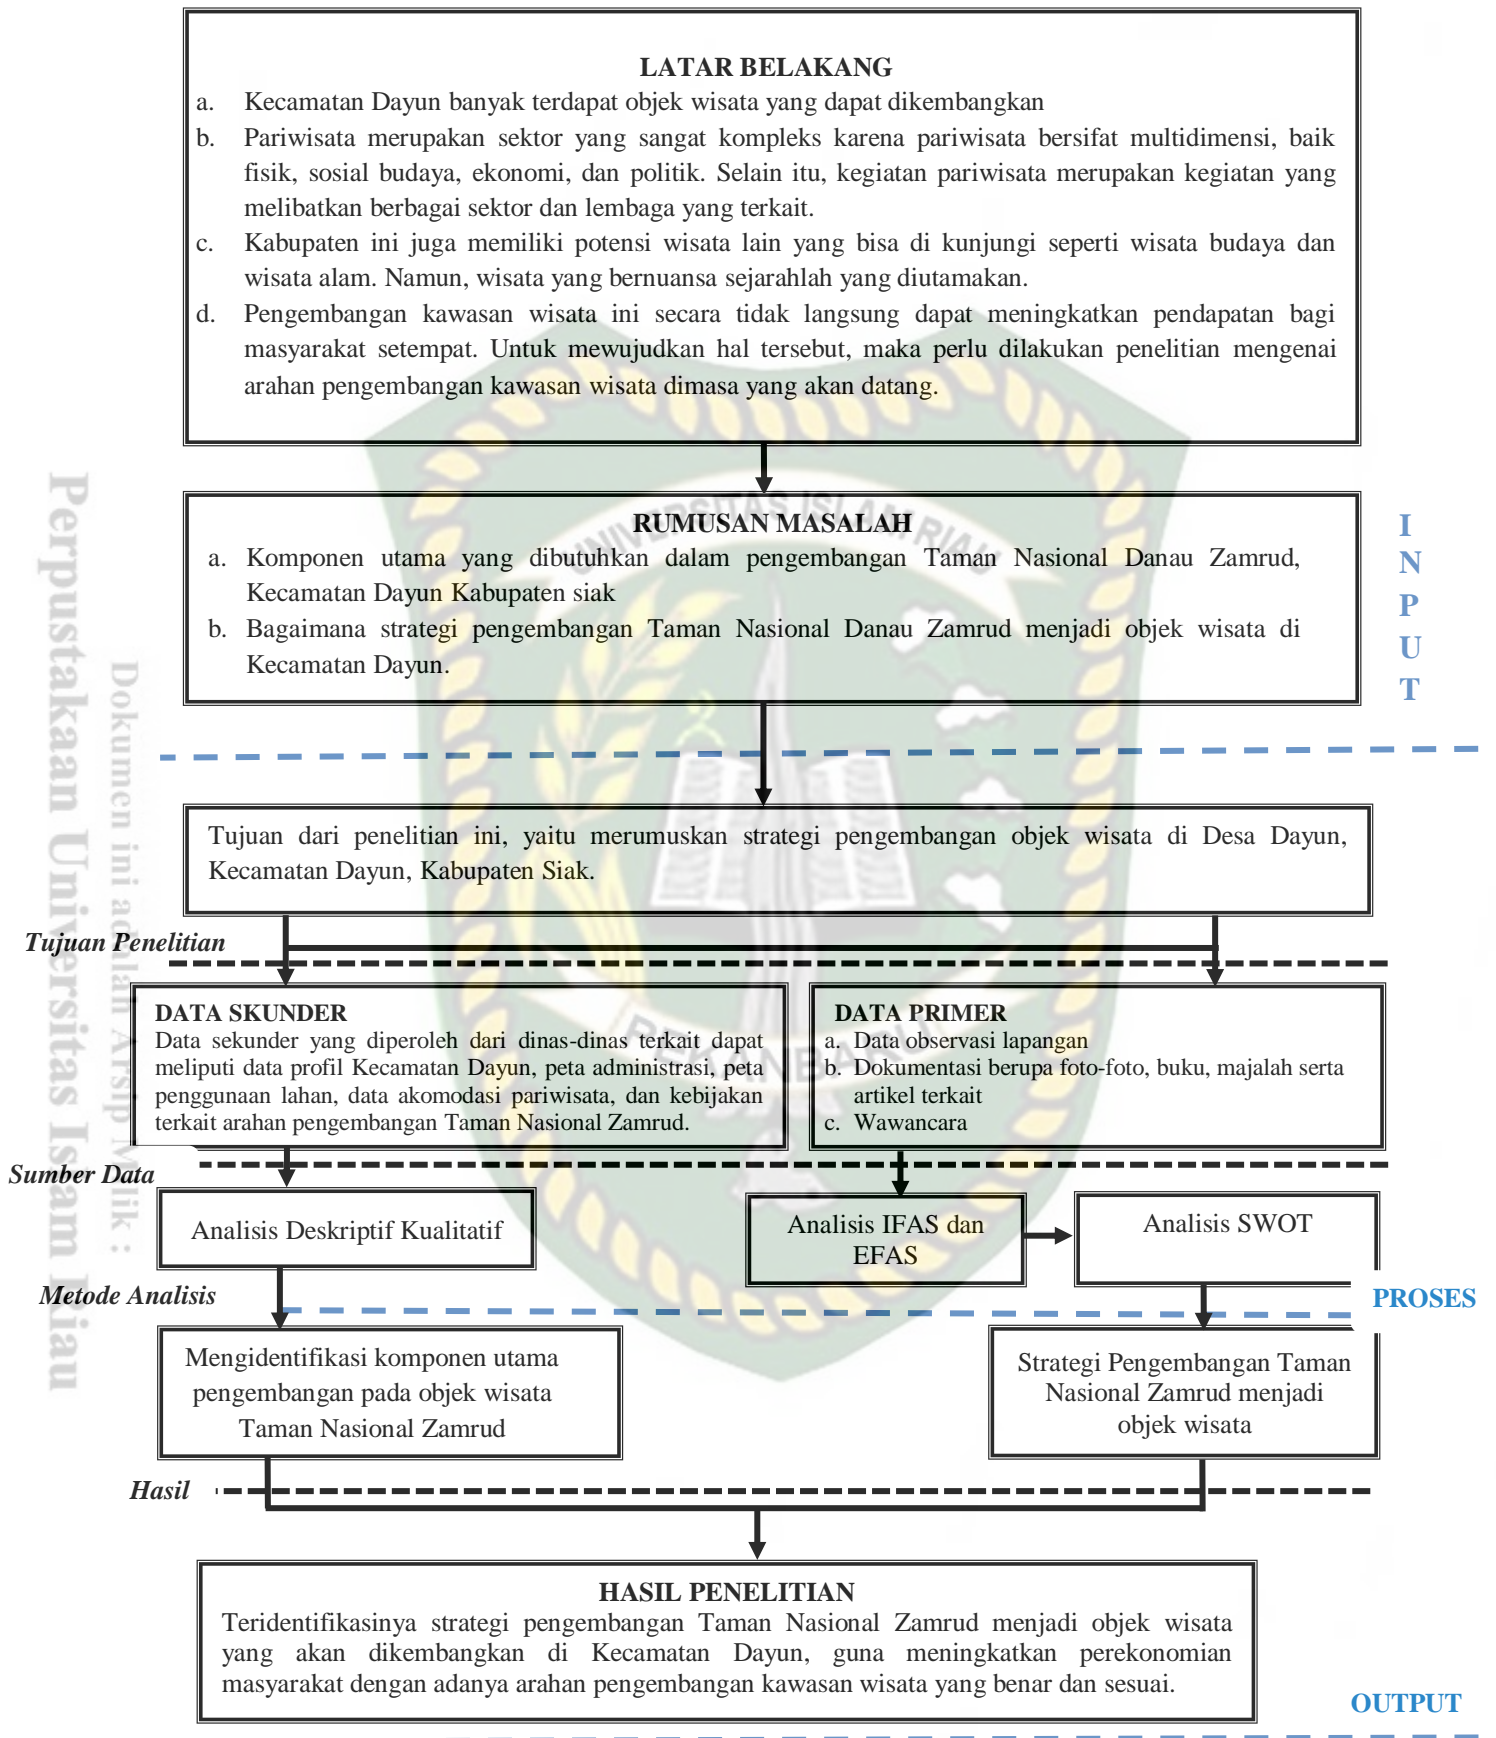 LATAR BELAKANG
a. Kecamatan Dayun banyak terdapat objek wisata yang dapat dikembangkan
b. Pariwisata merupakan sektor yang sangat kompleks karena pariwisata bersifat multidimensi, baik
fisik, sosial budaya, ekonomi, dan politik. Selain itu, kegiatan pariwisata merupakan kegiatan yang
melibatkan berbagai sektor dan lembaga yang terkait.
c. Kabupaten ini juga memiliki potensi wisata lain yang bisa di kunjungi seperti wisata budaya dan
wisata alam. Namun, wisata yang bernuansa sejarahlah yang diutamakan.
d. Pengembangan kawasan wisata ini secara tidak langsung dapat meningkatkan pendapatan bagi
masyarakat setempat. Untuk mewujudkan hal tersebut, maka perlu dilakukan penelitian mengenai
arahan pengembangan kawasan wisata dimasa yang akan datang.
RUMUSAN MASALAH
a. Komponen utama yang dibutuhkan dalam pengembangan Taman Nasional Danau Zamrud,
Kecamatan Dayun Kabupaten siak
b. Bagaimana strategi pengembangan Taman Nasional Danau Zamrud menjadi objek wisata di
Kecamatan Dayun.
INPUT
Tujuan dari penelitian ini, yaitu merumuskan strategi pengembangan objek wisata di Desa Dayun,
Kecamatan Dayun, Kabupaten Siak.
Tujuan Penelitian
DATA SKUNDER
Data sekunder yang diperoleh dari dinas-dinas terkait dapat
meliputi data profil Kecamatan Dayun, peta administrasi, peta
penggunaan lahan, data akomodasi pariwisata, dan kebijakan
terkait arahan pengembangan Taman Nasional Zamrud.
DATA PRIMER
a. Data observasi lapangan
b. Dokumentasi berupa foto-foto, buku, majalah serta
artikel terkait
c. Wawancara
Sumber Data
Analisis Deskriptif Kualitatif
Analisis IFAS dan
EFAS
Analisis SWOT
Metode Analisis
PROSES
Mengidentifikasi komponen utama
pengembangan pada objek wisata
Taman Nasional Zamrud
Strategi Pengembangan Taman
Nasional Zamrud menjadi
objek wisata
Hasil
HASIL PENELITIAN
Teridentifikasinya strategi pengembangan Taman Nasional Zamrud menjadi objek wisata
yang akan dikembangkan di Kecamatan Dayun, guna meningkatkan perekonomian
masyarakat dengan adanya arahan pengembangan kawasan wisata yang benar dan sesuai.
OUTPUT
Perpustakaan Universitas Islam Riau
Dokumen ini adalah Arsip Milik :
UNIVERSITAS ISLAM RIAU
PEKANBARU